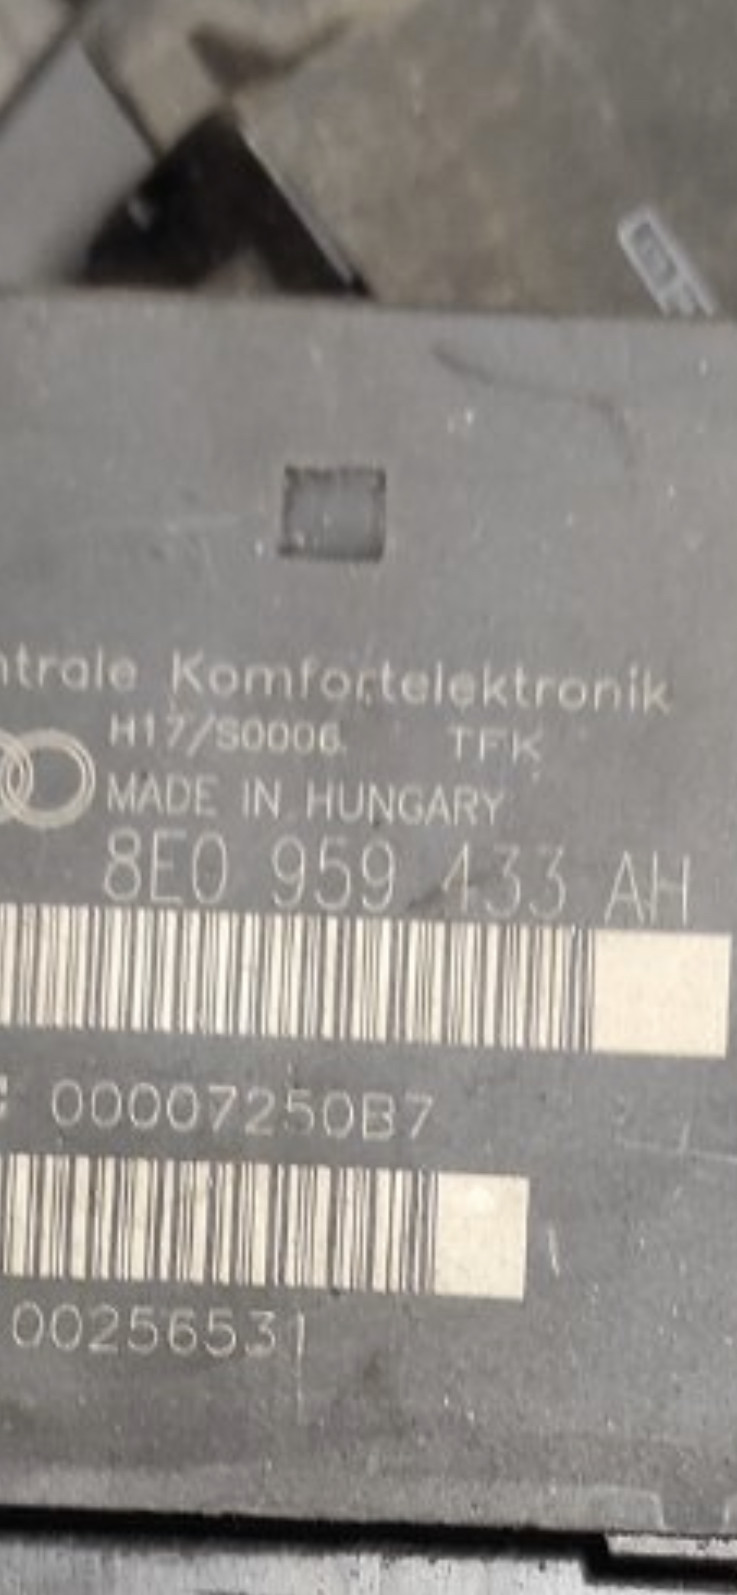 ntrale Komfortelektronik
H17/S0006 TFK
MADE IN HUNGARY
8E0 959 433 AH
00007250B7
00256531